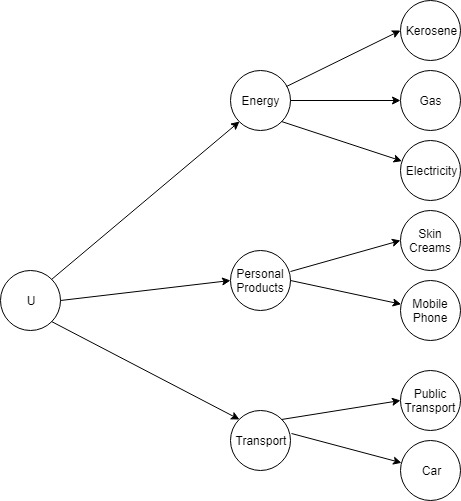 Kerosene
Energy
Gas
Electricity
Skin
Creams
Personal
Products
U
Mobile
Phone
Public
Transport
Transport
Car